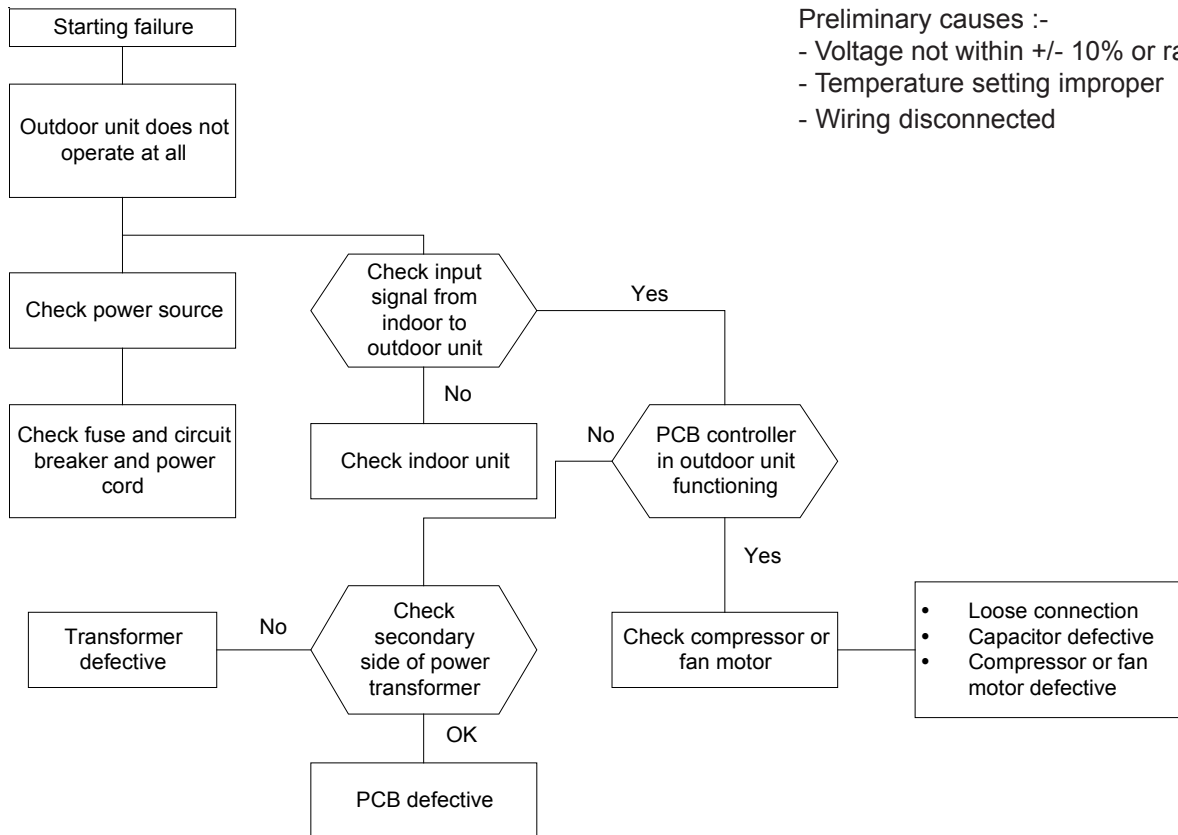 Starting failure
Preliminary causes :-
- Voltage not within +/- 10% or
- Temperature setting improper
- Wiring disconnected
Outdoor unit does not
operate at all
Check power source
Check fuse and circuit
breaker and power
cord
Check input
signal from
indoor to
outdoor unit
Yes
No
Check indoor unit
PCB controller
in outdoor unit
functioning
No
Yes
Check
secondary
side of power
transformer
No
Transformer
defective
OK
PCB defective
Check compressor or
fan motor
• Loose connection
• Capacitor defective
• Compressor or fan
motor defective